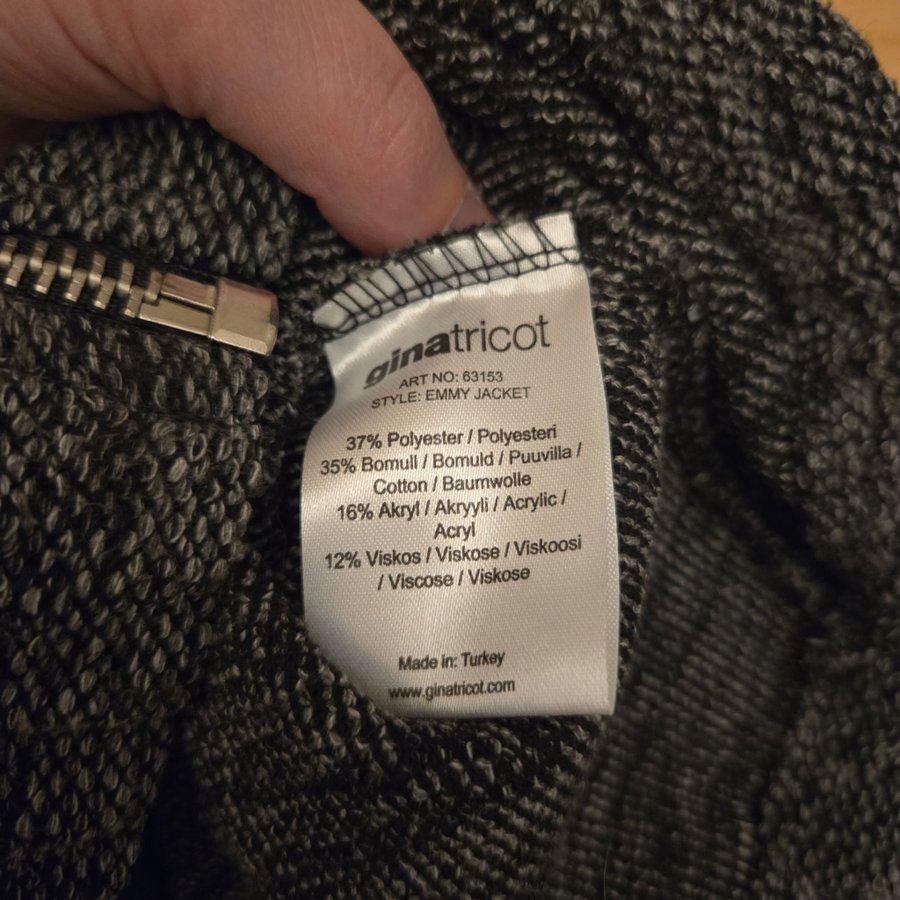 ginatricot
ART NO: 63153
STYLE: EMMY JACKET
37% Polyester / Polyesteri
35% Bomull / Bomuld / Puuvilla /
Cotton / Baumwolle
16% Akryl / Akryyli / Acrylic /
Acryl
12% Viskos / Viskose / Viskoosi
/ Viscose / Viskose
Made in: Turkey
www.ginatricot.com